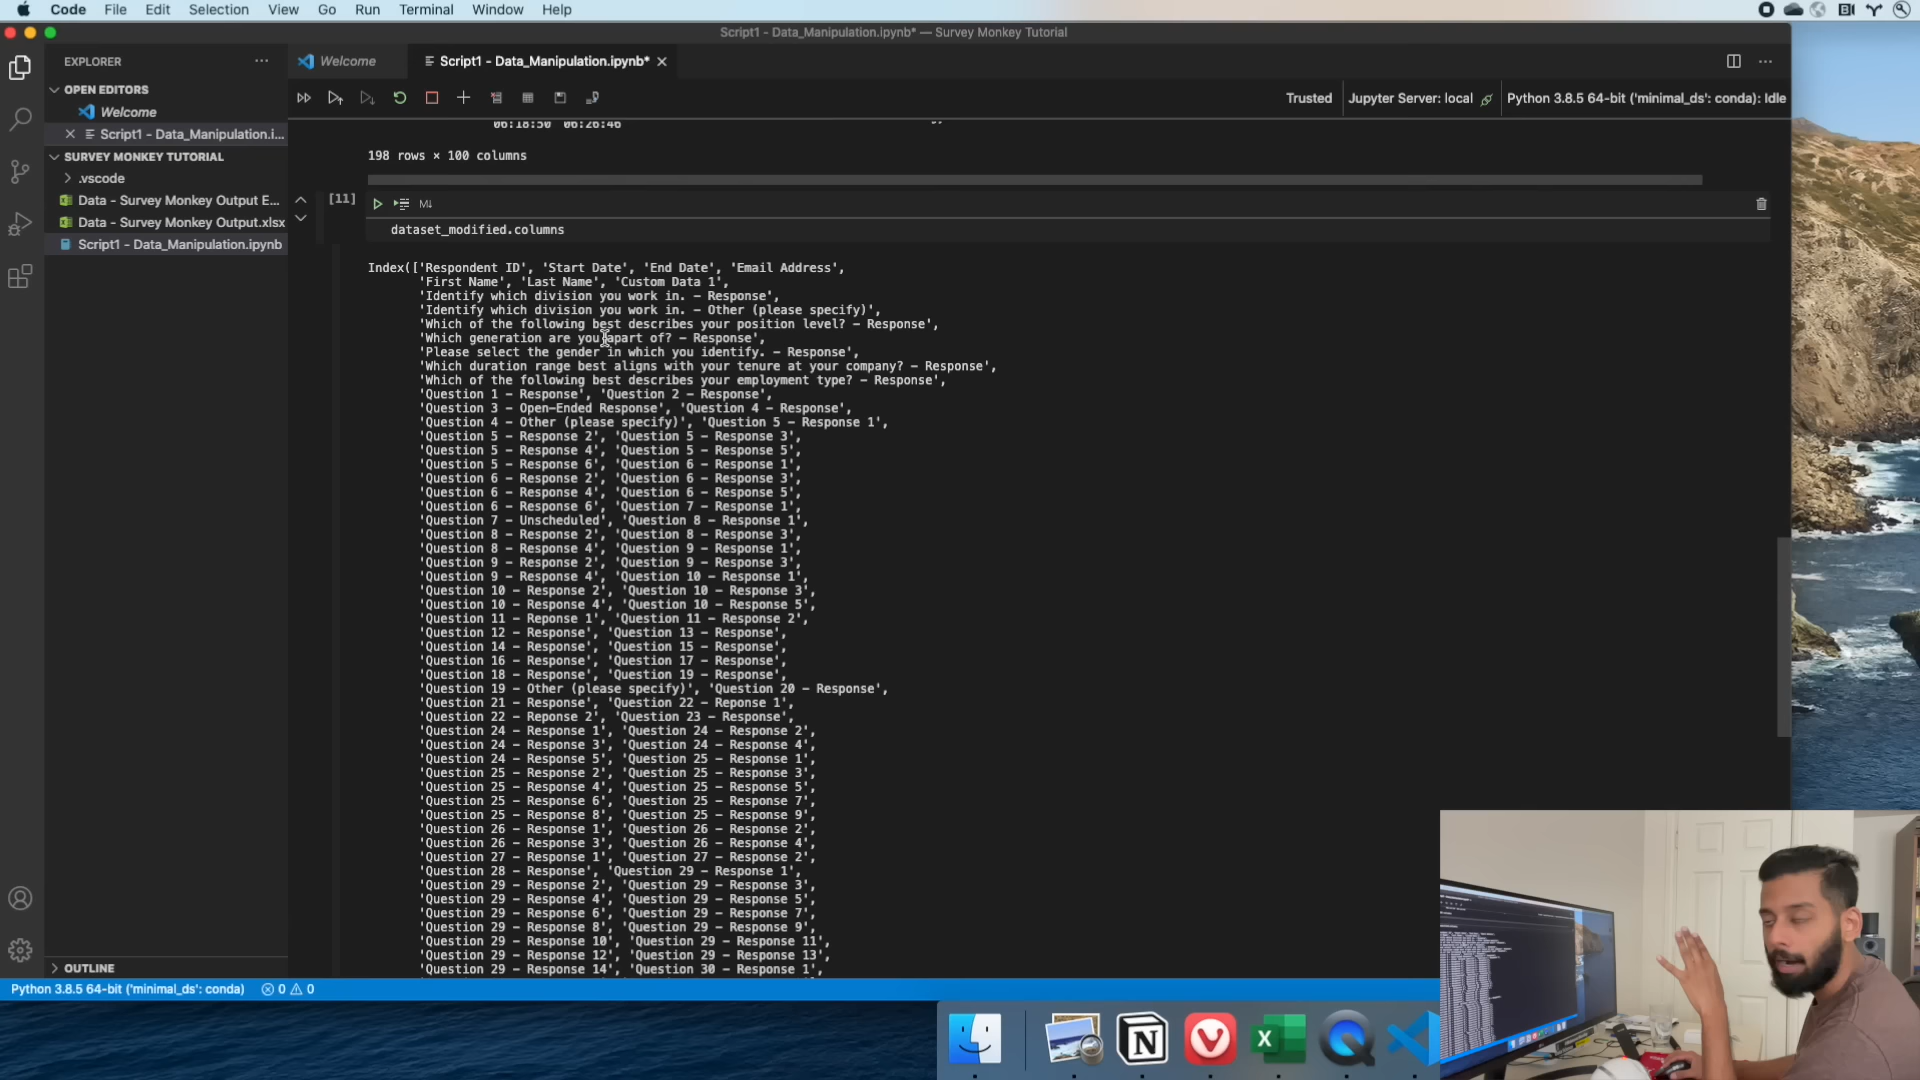 Code File Edit Selection View Go Run Terminal Window Help
Script1 - Data_Manipulation.ipynb* — Survey Monkey Tutorial
EXPLORER
Welcome
Script1 - Data_Manipulation.ipynb*
OPEN EDITORS
Welcome
Script1 - Data_Manipulation.i...
SURVEY MONKEY TUTORIAL
.vscode
Data - Survey Monkey Output E...
Data - Survey Monkey Output.xlsx
Script1 - Data_Manipulation.ipynb
Trusted
Jupyter Server: local
Python 3.8.5 64-bit ('minimal_ds': conda): Idle
06:18:50 06:26:46
198 rows × 100 columns
[11]
M↓
dataset_modified.columns
Index(['Respondent ID', 'Start Date', 'End Date', 'Email Address',
'First Name', 'Last Name', 'Custom Data 1',
'Identify which division you work in. - Response',
'Identify which division you work in. - Other (please specify)',
'Which of the following best describes your position level? - Response',
'Which generation are you apart of? - Response',
'Please select the gender in which you identify. - Response',
'Which duration range best aligns with your tenure at your company? - Response',
'Which of the following best describes your employment type? - Response',
'Question 1 - Response', 'Question 2 - Response',
'Question 3 - Open-Ended Response', 'Question 4 - Response',
'Question 4 - Other (please specify)', 'Question 5 - Response 1',
'Question 5 - Response 2', 'Question 5 - Response 3',
'Question 5 - Response 4', 'Question 5 - Response 5',
'Question 5 - Response 6', 'Question 6 - Response 1',
'Question 6 - Response 2', 'Question 6 - Response 3',
'Question 6 - Response 4', 'Question 6 - Response 5',
'Question 6 - Response 6', 'Question 7 - Response 1',
'Question 7 - Unscheduled', 'Question 8 - Response 1',
'Question 8 - Response 2', 'Question 8 - Response 3',
'Question 8 - Response 4', 'Question 9 - Response 1',
'Question 9 - Response 2', 'Question 9 - Response 3',
'Question 9 - Response 4', 'Question 10 - Response 1',
'Question 10 - Response 2', 'Question 10 - Response 3',
'Question 10 - Response 4', 'Question 10 - Response 5',
'Question 11 - Reponse 1', 'Question 11 - Reponse 2',
'Question 12 - Response', 'Question 13 - Response',
'Question 14 - Response', 'Question 15 - Response',
'Question 16 - Response', 'Question 17 - Response',
'Question 18 - Response', 'Question 19 - Response',
'Question 19 - Other (please specify)', 'Question 20 - Response',
'Question 21 - Response', 'Question 22 - Reponse 1',
'Question 22 - Reponse 2', 'Question 23 - Response',
'Question 24 - Response 1', 'Question 24 - Response 2',
'Question 24 - Response 3', 'Question 24 - Response 4',
'Question 24 - Response 5', 'Question 25 - Response 1',
'Question 25 - Response 2', 'Question 25 - Response 3',
'Question 25 - Response 4', 'Question 25 - Response 5',
'Question 25 - Response 6', 'Question 25 - Response 7',
'Question 25 - Response 8', 'Question 25 - Response 9',
'Question 26 - Response 1', 'Question 26 - Response 2',
'Question 26 - Response 3', 'Question 26 - Response 4',
'Question 27 - Response 1', 'Question 27 - Response 2',
'Question 28 - Response', 'Question 29 - Response 1',
'Question 29 - Response 2', 'Question 29 - Response 3',
'Question 29 - Response 4', 'Question 29 - Response 5',
'Question 29 - Response 6', 'Question 29 - Response 7',
'Question 29 - Response 8', 'Question 29 - Response 9',
'Question 29 - Response 10', 'Question 29 - Response 11',
'Question 29 - Response 12', 'Question 29 - Response 13',
'Question 29 - Response 14', 'Question 30 - Response 1',
OUTLINE
Python 3.8.5 64-bit ('minimal_ds': conda) 0 0